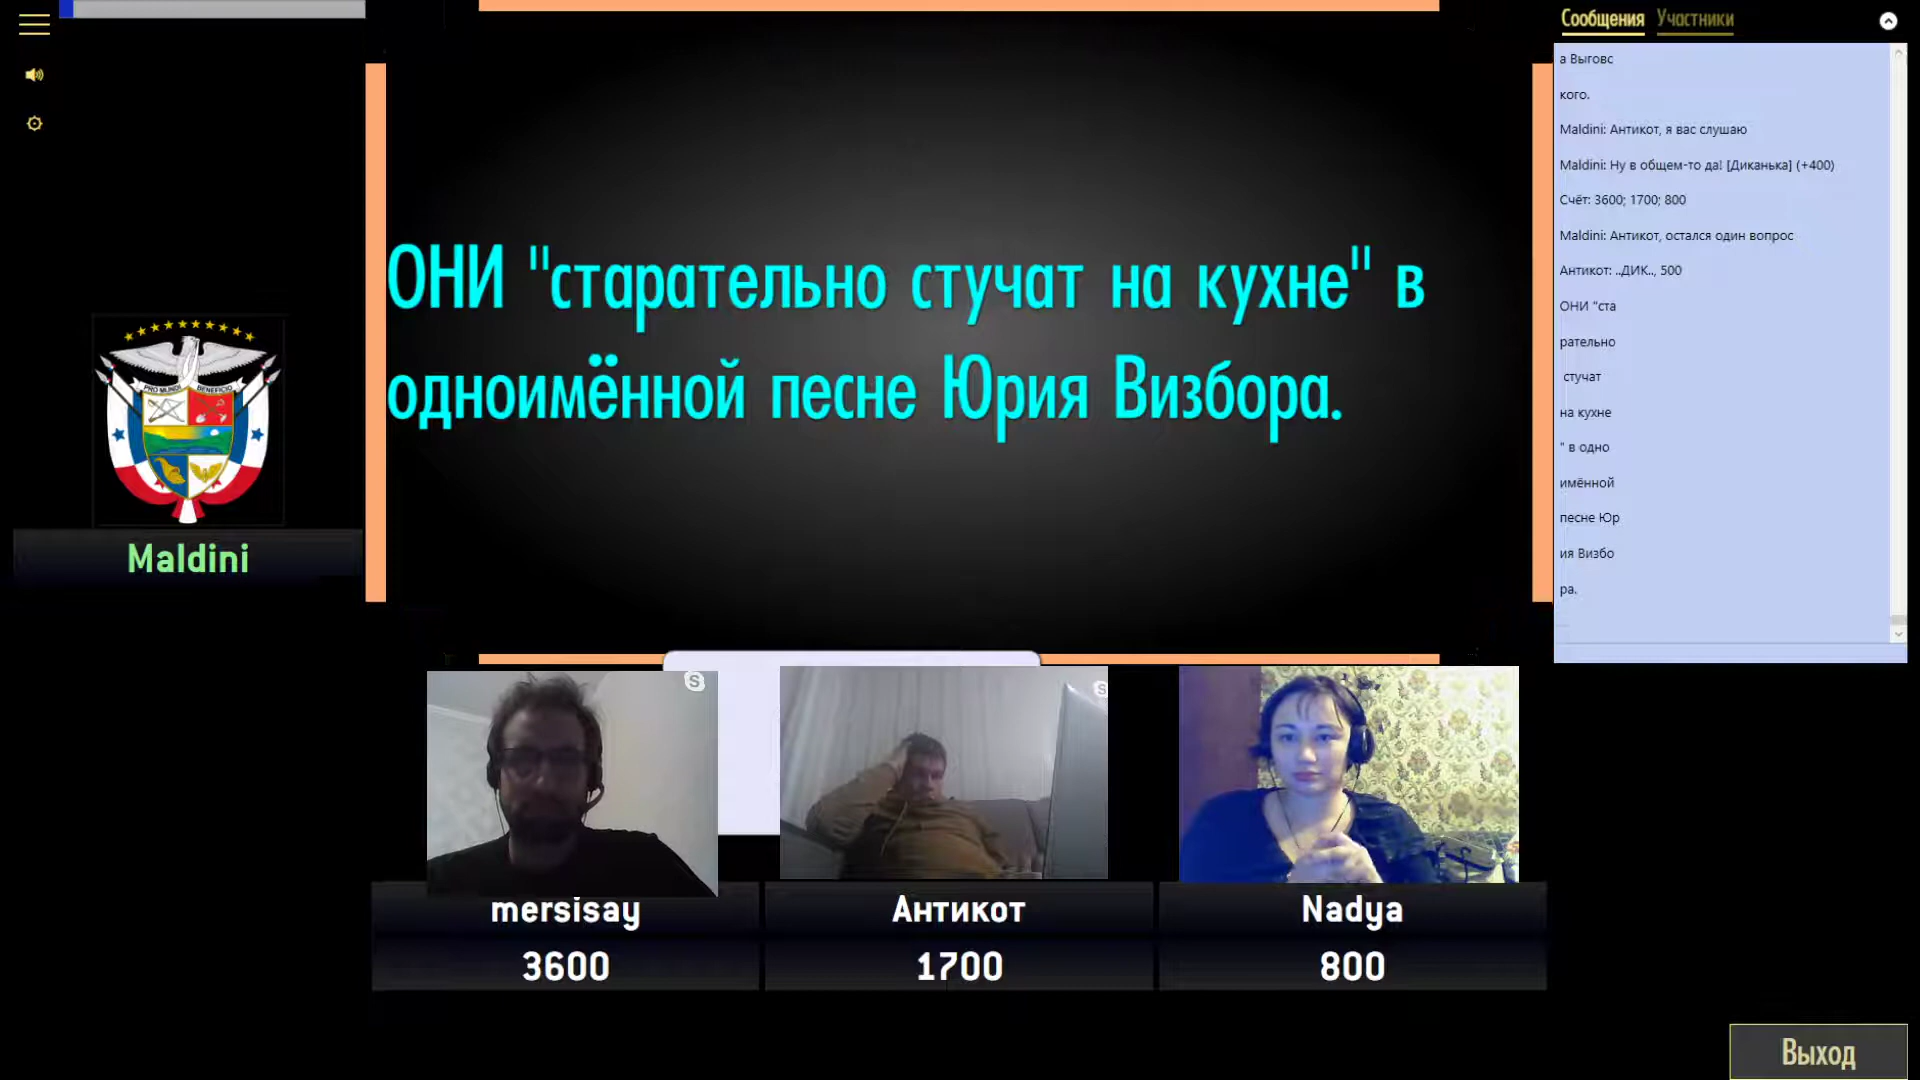 Сообщения Участники
ОНИ "старательно стучат на кухне" в
одноимённой песне Юрия Визбора.
PRO MUNDI BENEFICIO
Maldini
а Выговс
кого.
Maldini: Антикот, я вас слушаю
Maldini: Ну в общем-то да! [Диканька] (+400)
Счёт: 3600; 1700; 800
Maldini: Антикот, остался один вопрос
Антикот: ..ДИК.., 500
ОНИ "ста
рательно
стучат
на кухне
" в одно
имённой
песне Юр
ия Визбо
ра.
S
S
mersisay
3600
Антикот
1700
Nadya
800
Выход